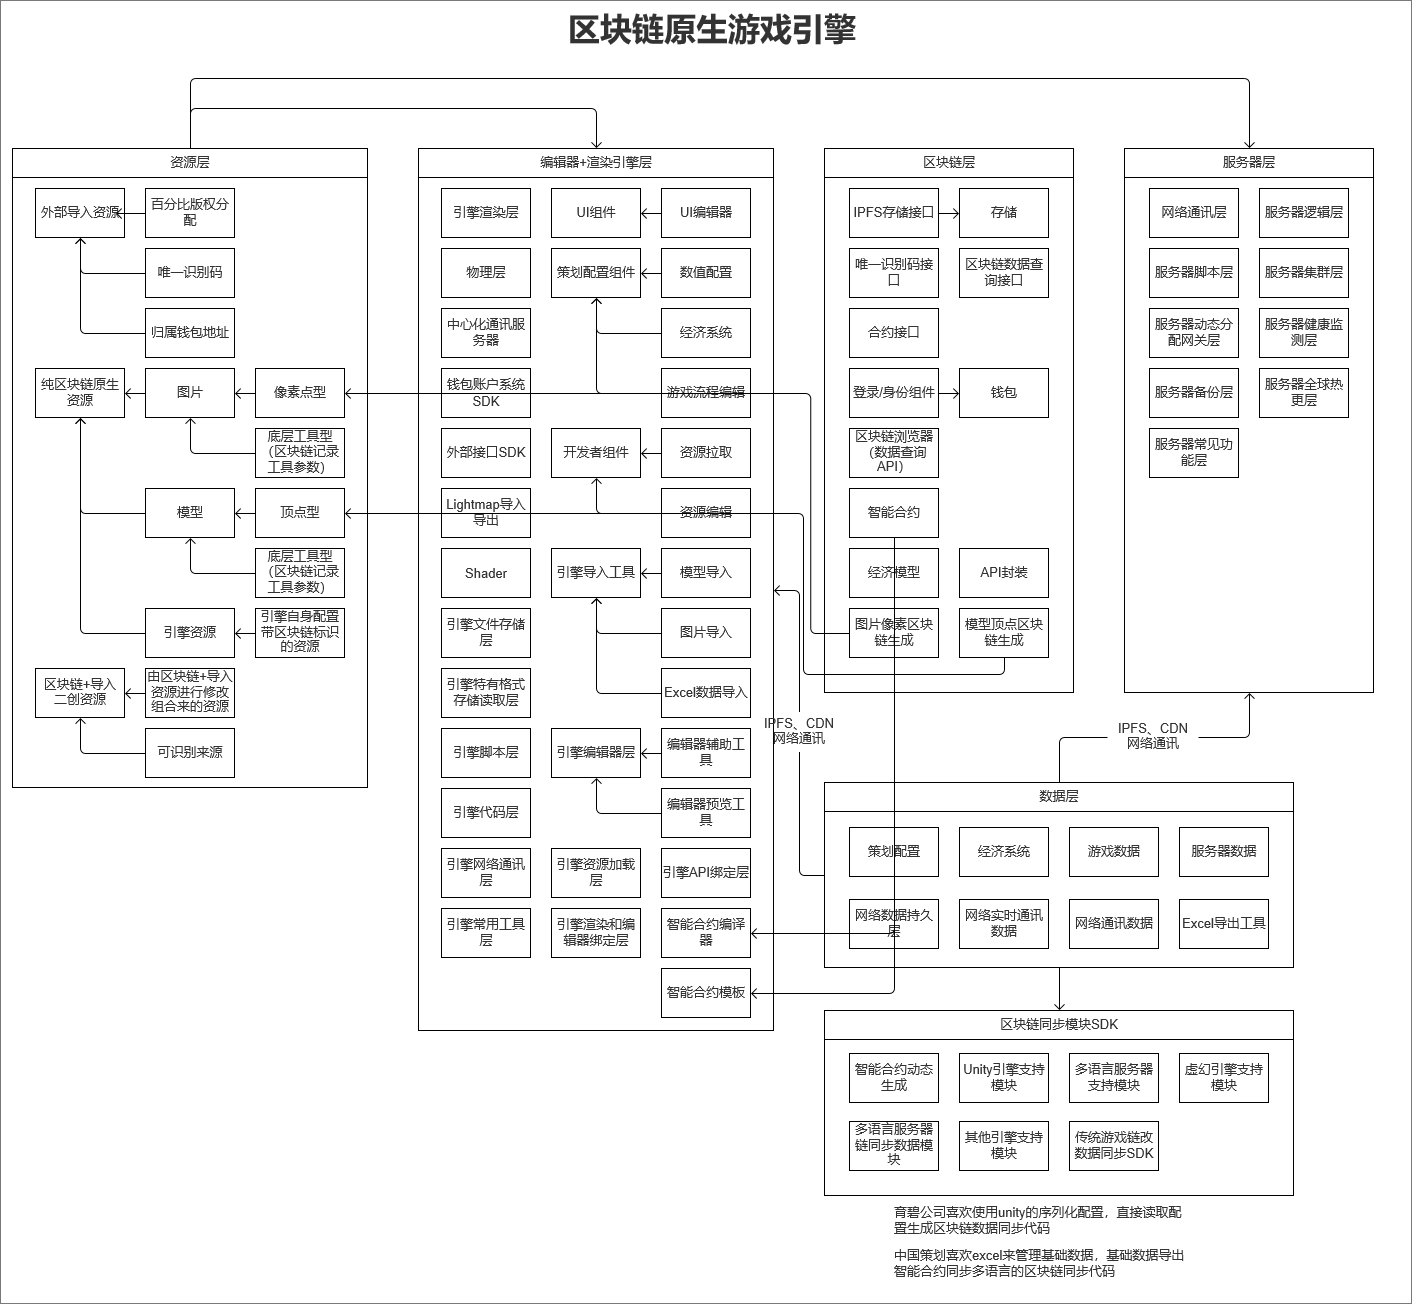 区块链原生游戏引擎
资源层
外部导入资源
百分比版权分
配
唯一识别码
归属钱包地址
纯区块链原生
资源
图片
像素点型
底层工具型
（区块链记录
工具参数）
模型
顶点型
底层工具型
（区块链记录
工具参数）
引擎资源
引擎自身配置
带区块链标识
的资源
区块链+导入
二创资源
由区块链+导入
资源进行修改
组合来的资源
可识别来源
编辑器+渲染引擎层
引擎渲染层
UI组件
UI编辑器
物理层
策划配置组件
数值配置
中心化通讯服
务器
经济系统
钱包账户系统
SDK
游戏流程编辑
外部接口SDK
开发者组件
资源拉取
Lightmap导入
导出
资源编辑
Shader
引擎导入工具
模型导入
引擎文件存储
层
图片导入
引擎特有格式
存储读取层
Excel数据导入
引擎脚本层
引擎编辑器层
编辑器辅助工
具
引擎代码层
编辑器预览工
具
引擎网络通讯
层
引擎资源加载
层
引擎API绑定层
引擎常用工具
层
引擎渲染和编
辑器绑定层
智能合约编译
器
智能合约模板
区块链层
IPFS存储接口
存储
唯一识别码接
口
区块链数据查
询接口
合约接口
登录/身份组件
钱包
区块链浏览器
（数据查询
API）
智能合约
经济模型
API封装
图片像素区块
链生成
模型顶点区块
链生成
服务器层
网络通讯层
服务器逻辑层
服务器脚本层
服务器集群层
服务器动态分
配网关层
服务器健康监
测层
服务器备份层
服务器全球热
更层
服务器常见功
能层
IPFS、CDN
网络通讯
IPFS、CDN
网络通讯
数据层
策划配置
经济系统
游戏数据
服务器数据
网络数据持久
层
网络实时通讯
数据
网络通讯数据
Excel导出工具
区块链同步模块SDK
智能合约动态
生成
Unity引擎支持
模块
多语言服务器
支持模块
虚幻引擎支持
模块
多语言服务器
链同步数据模
块
其他引擎支持
模块
传统游戏链改
数据同步SDK
育碧公司喜欢使用unity的序列化配置，直接读取配
置生成区块链数据同步代码
中国策划喜欢excel来管理基础数据，基础数据导出
智能合约同步多语言的区块链同步代码